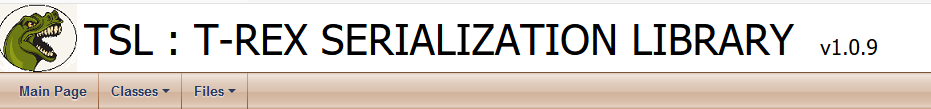 TSL : T-REX SERIALIZATION LIBRARY v1.0.9
Main Page Classes Files